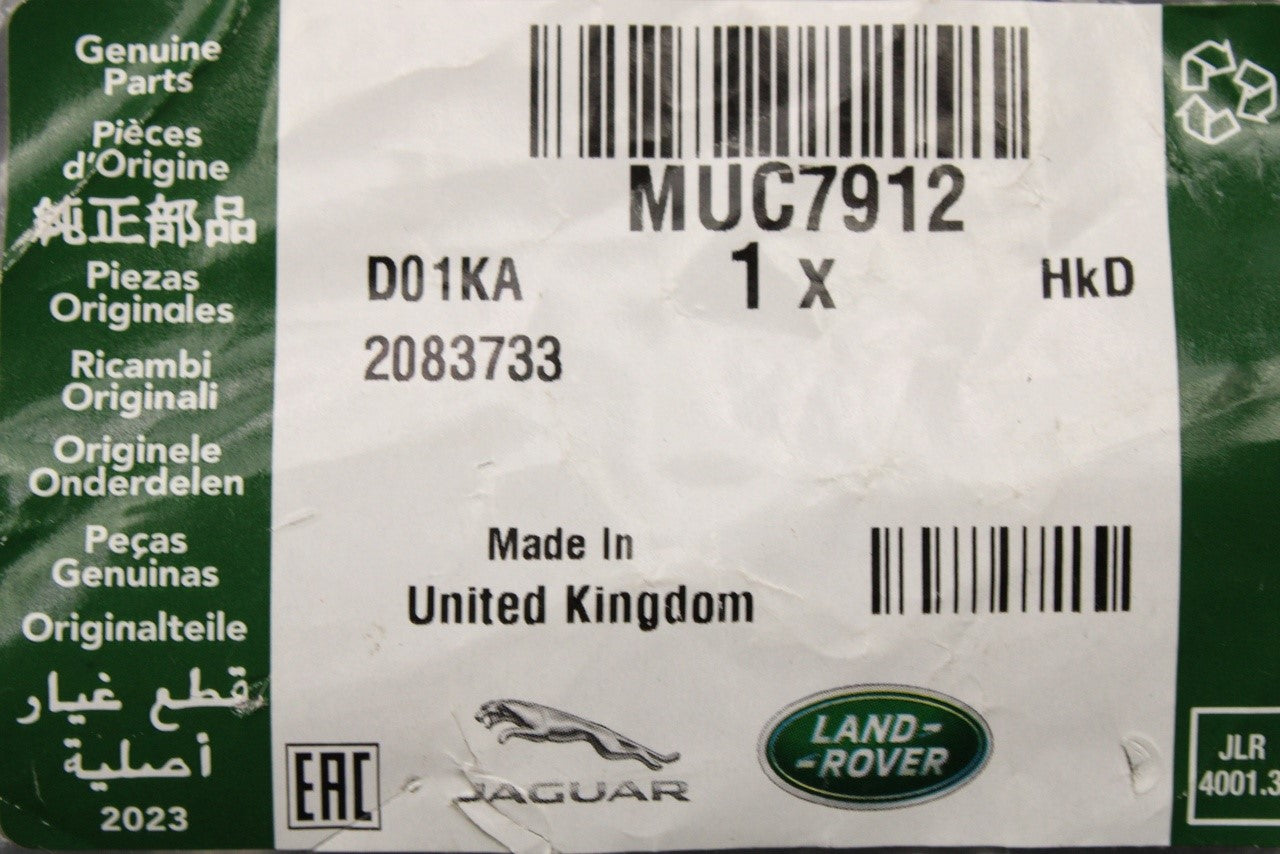 Genuine
Parts
Pièces
d'Origine
純正部品
Piezas
Originales
Ricambi
Originali
Originele
Onderdelen
Peças
Genuinas
Originalteile
قطع غيار
أصلية
2023
MUC7912
D01KA 1 x HkD
2083733
Made In
United Kingdom
EAC
JAGUAR
LAND-
-ROVER
JLR
4001.3